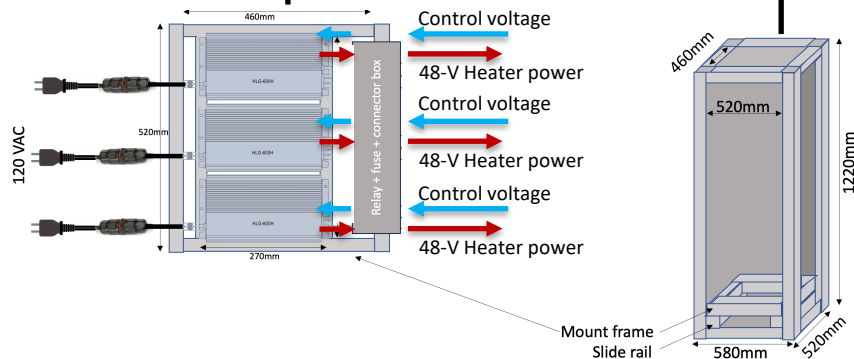 460mm
Control voltage
48-V Heater power
HLG-600H
120 VAC
520mm
Control voltage
48-V Heater power
HLG-600H
Relay + fuse + connector box
Control voltage
48-V Heater power
HLG-600H
270mm
Mount frame
Slide rail
460mm
520mm
1220mm
580mm
520mm